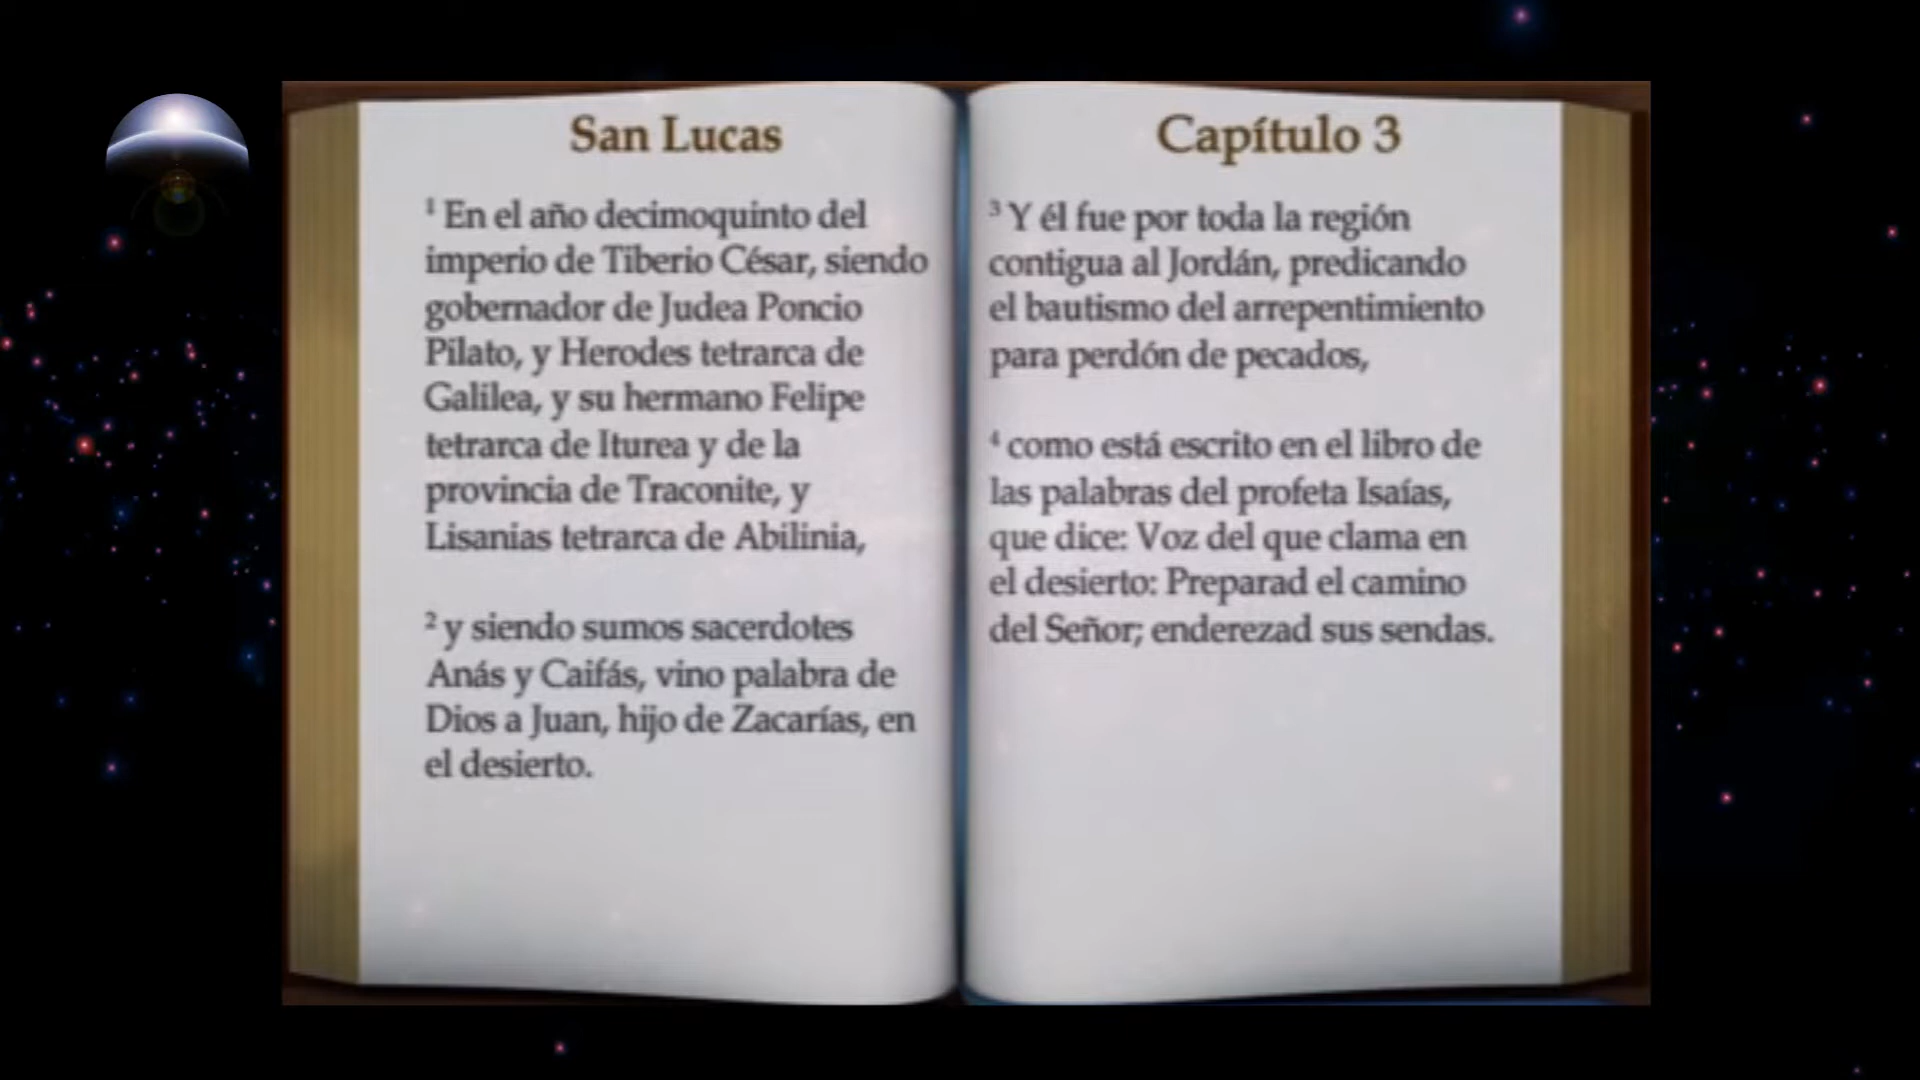 San Lucas
¹ En el año decimoquinto del
imperio de Tiberio César, siendo
gobernador de Judea Poncio
Pilato, y Herodes tetrarca de
Galilea, y su hermano Felipe
tetrarca de Iturea y de la
provincia de Traconite, y
Lisanias tetrarca de Abilinia,
² y siendo sumos sacerdotes
Anás y Caifás, vino palabra de
Dios a Juan, hijo de Zacarías, en
el desierto.
Capítulo 3
³ Y él fue por toda la región
contigua al Jordán, predicando
el bautismo del arrepentimiento
para perdón de pecados,
⁴ como está escrito en el libro de
las palabras del profeta Isaías,
que dice: Voz del que clama en
el desierto: Preparad el camino
del Señor; enderezad sus sendas.